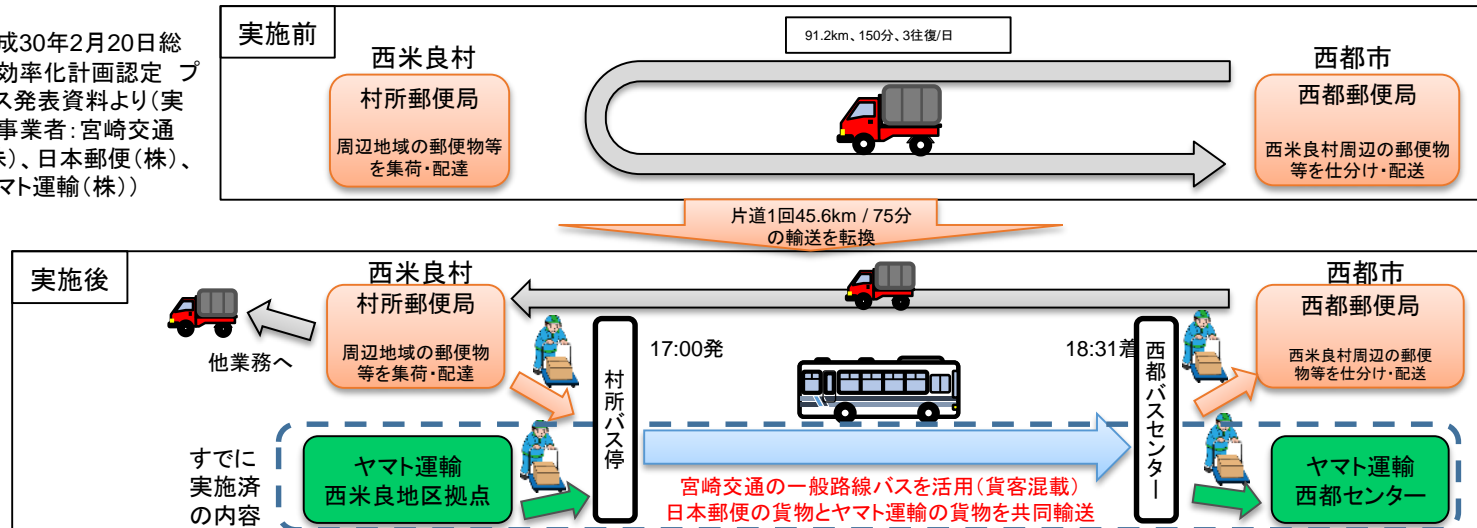 成30年2月20日総
効率化計画認定 プ
ス発表資料より（実
事業者：宮崎交通
）、日本郵便（株）、
マト運輸（株））
実施前
91.2km、150分、3往復/日
西米良村
村所郵便局
周辺地域の郵便物等
を集荷・配達
西都市
西都郵便局
西米良村周辺の郵便物
等を仕分け・配送
片道1回45.6km / 75分
の輸送を転換
実施後
西米良村
村所郵便局
周辺地域の郵便物
等を集荷・配達
他業務へ
西都市
西都郵便局
西米良村周辺の郵便
物等を仕分け・配送
17:00発
18:31着
村所バス停
西都バスセンター
すでに
実施済
の内容
ヤマト運輸
西米良地区拠点
宮崎交通の一般路線バスを活用（貨客混載）
日本郵便の貨物とヤマト運輸の貨物を共同輸送
ヤマト運輸
西都センター